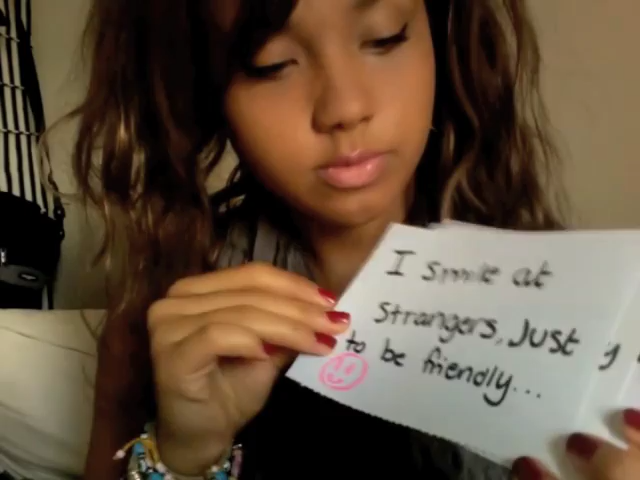 I smile at
strangers, Just
to be friendly...